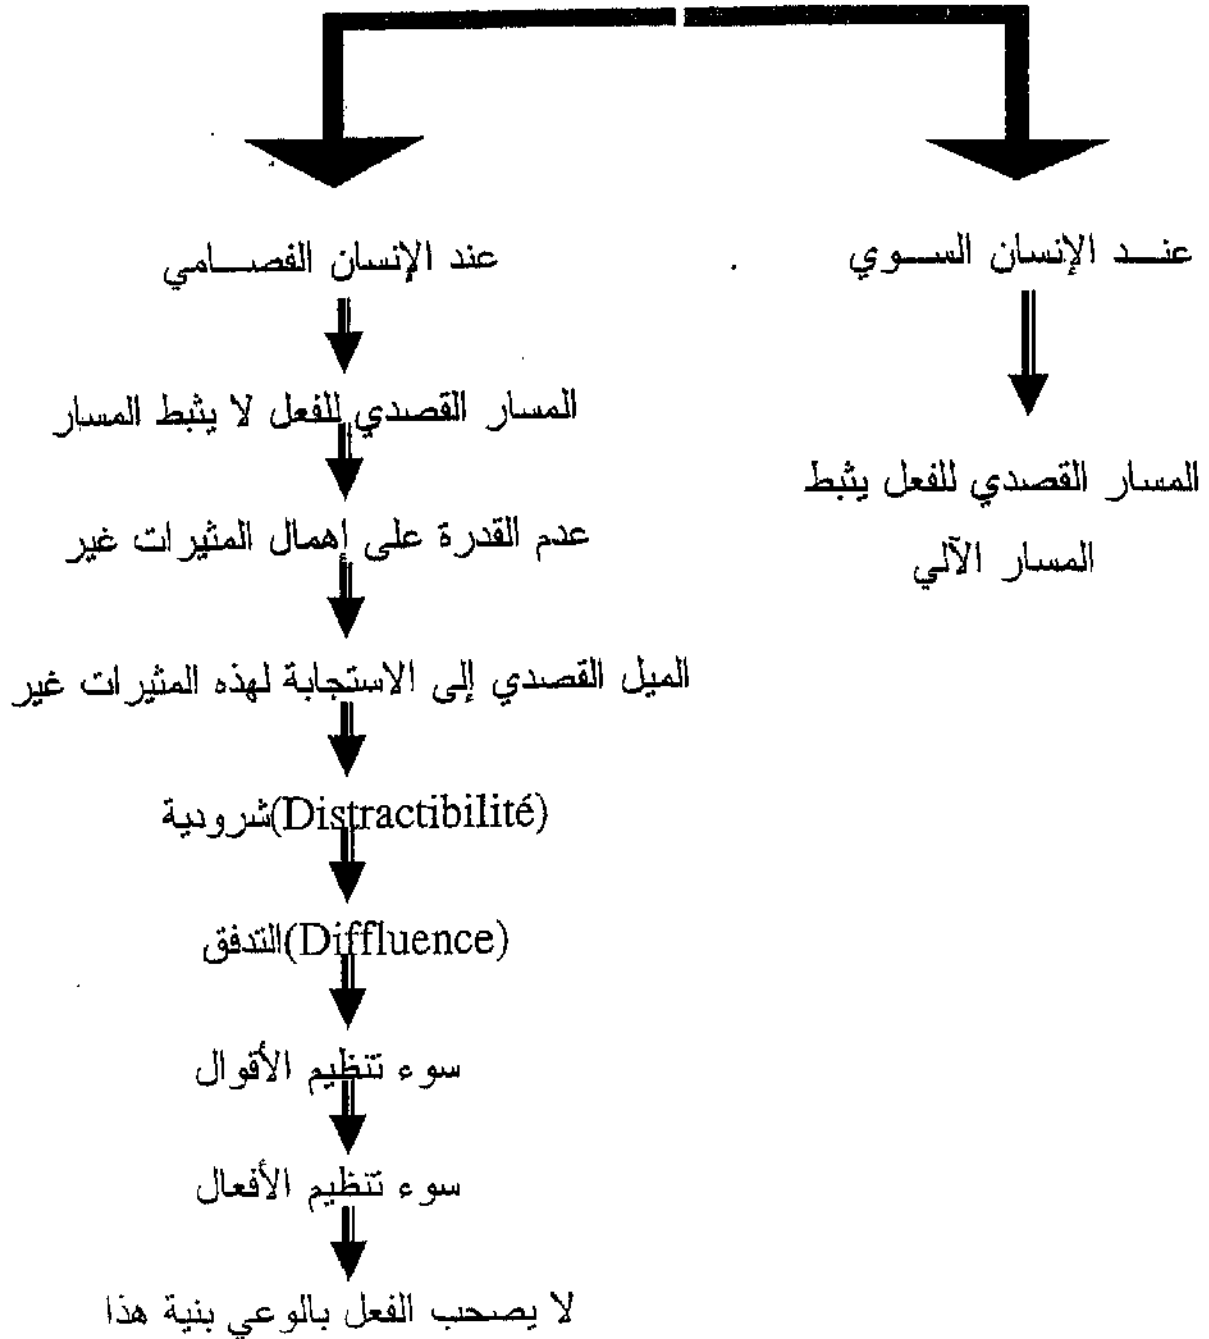 عند الإنسان السوي
المسار القصدي للفعل يثبط
المسار الآلي
عند الإنسان الفصامي
المسار القصدي للفعل لا يثبط المسار
عدم القدرة على إهمال المثيرات غير
الميل القصدي إلى الاستجابة لهذه المثيرات غير
شرودية(Distractibilité)
التدفق(Diffluence)
سوء تنظيم الأقوال
سوء تنظيم الأفعال
لا يصحب الفعل بالوعي بنية هذا